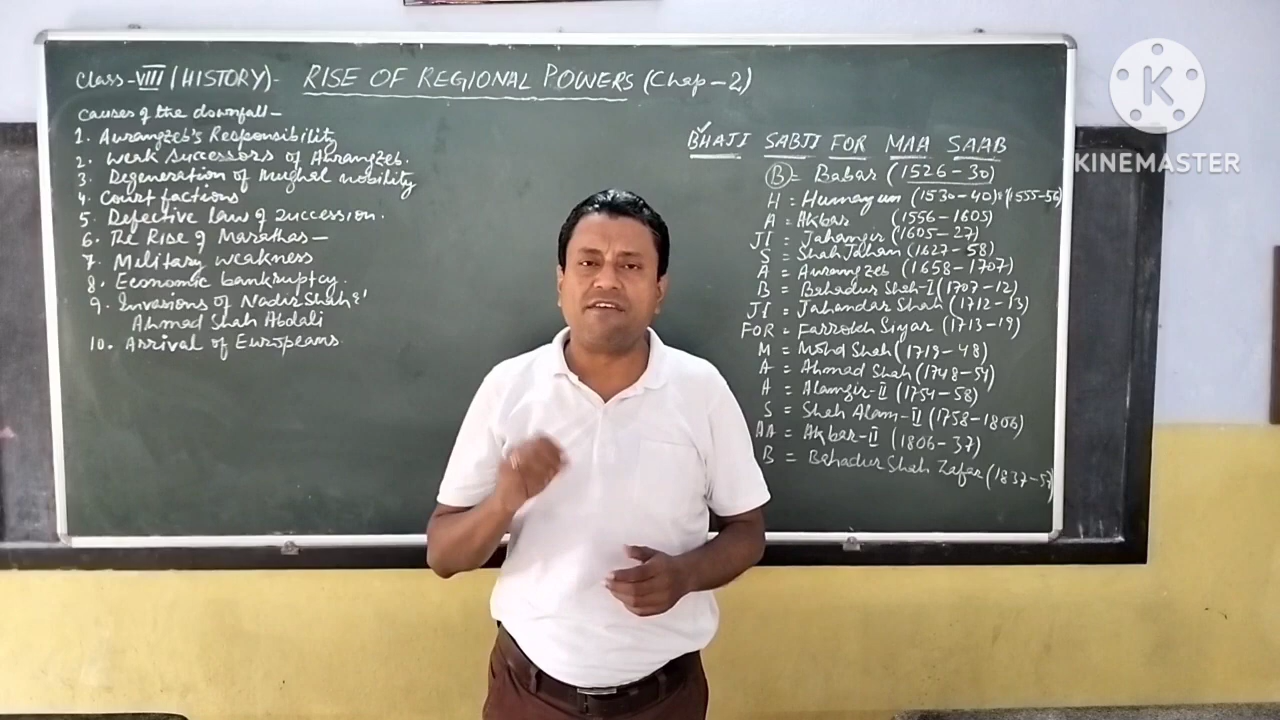 Class-VIII (HISTORY)- RISE OF REGIONAL POWERS (Chap-2)
Causes of the downfall-
1. Aurangzeb's Responsibility
2. Weak Successors of Aurangzeb.
3. Degeneration of Mughal nobility
4. Court factions
5. Defective law of succession.
6. The Rise of Marathas-
7. Military weakness
8. Economic bankruptcy.
9. Invasions of Nadir Shah &
Ahmad Shah Abdali
10. Arrival of Europeans
BHAJI SABJI FOR MAA SAAB
B = Babar (1526-30)
H = Humayun (1530-40) & (1555-56)
A = Akbar (1556-1605)
JI = Jahangir (1605-27)
S = Shah Jahan (1627-58)
A = Aurangzeb (1658-1707)
B = Bahadur Shah-I (1707-12)
JI = Jahandar Shah (1712-13)
FOR = Farrokh Siyar (1713-19)
M = Mohd Shah (1719-48)
A = Ahmad Shah (1748-54)
A = Alamgir-II (1754-58)
S = Shah Alam-II (1758-1806)
AA = Akbar-II (1806-37)
B = Bahadur Shah Zafar (1837-57)
K
KINEMASTER